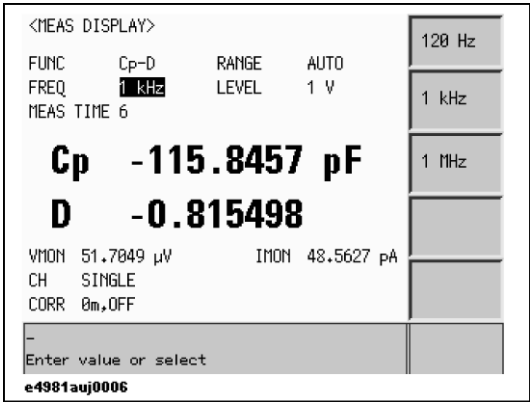 <MEAS DISPLAY>
FUNC Cp-D RANGE AUTO
FREQ 1 kHz LEVEL 1 V
MEAS TIME 6
Cp -115.8457 pF
D -0.815498
VMON 51.7049 µV IMON 48.5627 pA
CH SINGLE
CORR 0m,OFF
120 Hz
1 kHz
1 MHz
-
Enter value or select
e4981auj0006